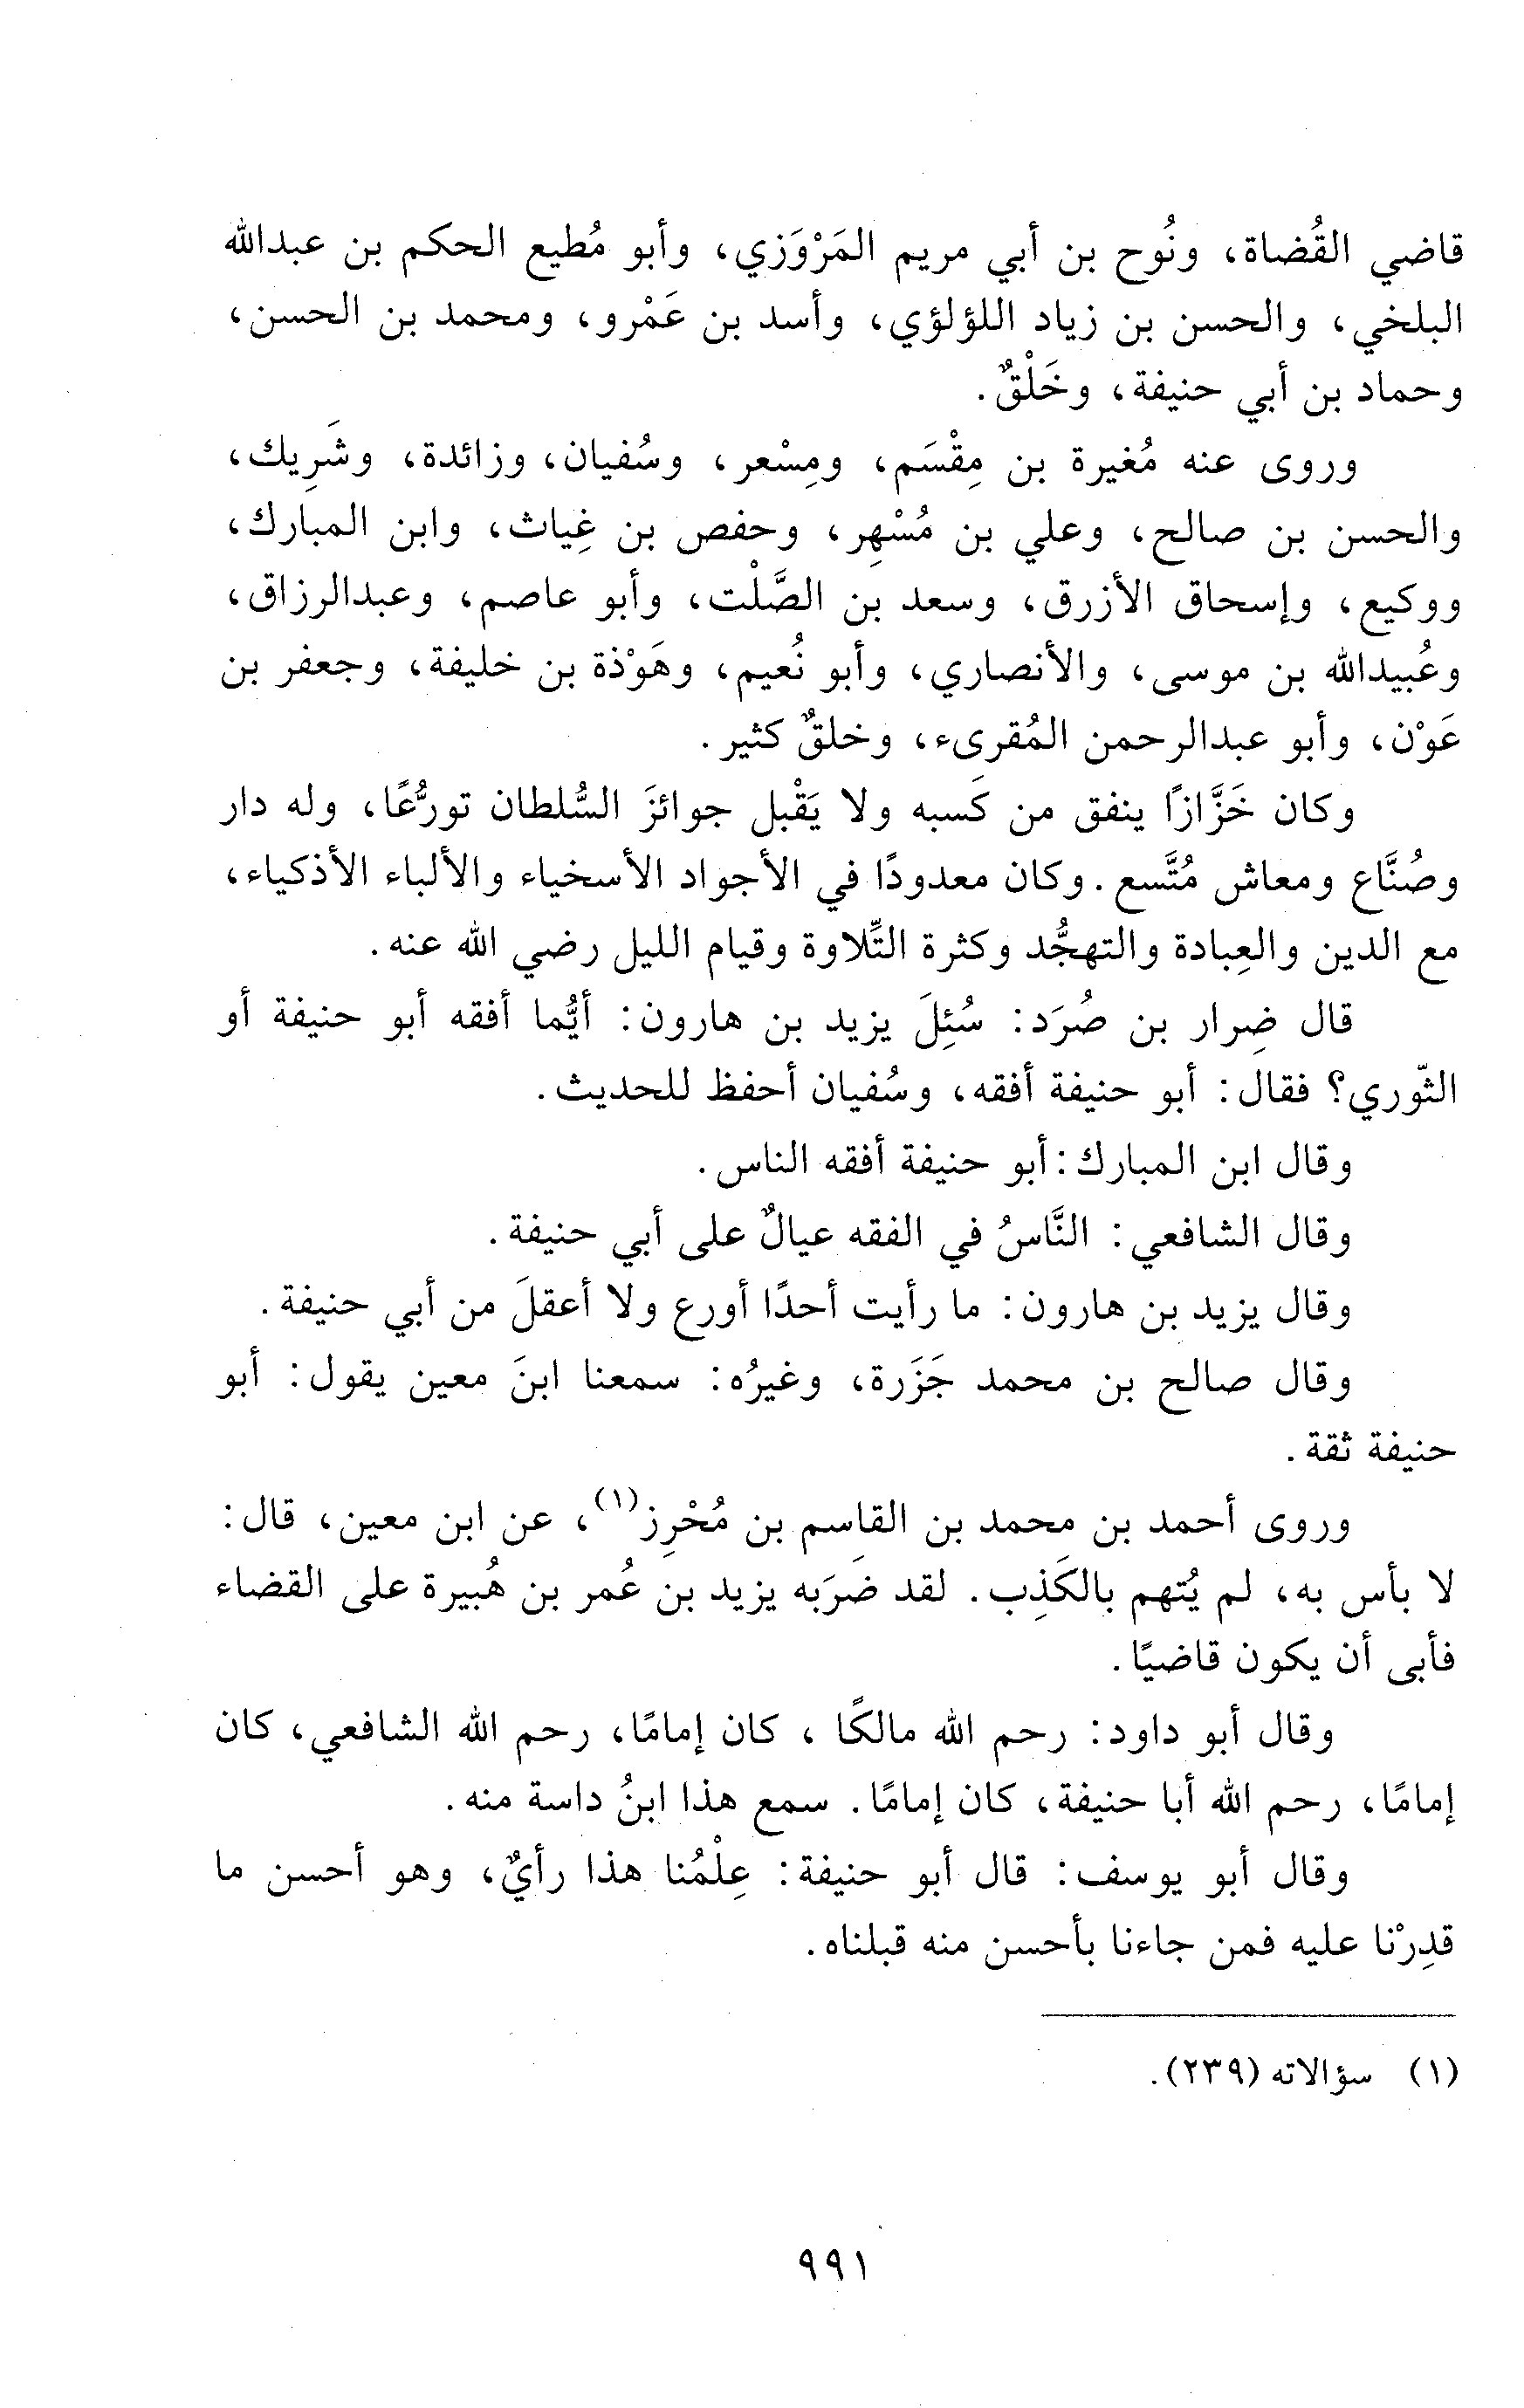 قاضي القُضاة، ونُوح بن أبي مريم المَرْوَزي، وأبو مُطيع الحكم بن عبدالله
البلخي، والحسن بن زياد اللؤلؤي، وأسد بن عَمْرو، ومحمد بن الحسن،
وحماد بن أبي حنيفة، وخَلْقٌ.
وروى عنه مُغيرة بن مِقْسَم، ومِسْعر، وسُفيان، وزائدة، وشَرِيك،
والحسن بن صالح، وعلي بن مُسْهِر، وحفص بن غِياث، وابن المبارك،
ووكيع، وإسحاق الأزرق، وسعد بن الصَّلْت، وأبو عاصم، وعبدالرزاق،
وعُبيدالله بن موسى، والأنصاري، وأبو نُعيم، وهَوْذة بن خليفة، وجعفر بن
عَوْن، وأبو عبدالرحمن المُقرىء، وخلقٌ كثير.
وكان خَزَّازًا ينفق من كَسبه ولا يَقْبل جوائزَ السُّلطان تورُّعًا، وله دار
وصُنَّاع ومعاش مُتَّسع. وكان معدودًا في الأجواد الأسخياء والألباء الأذكياء،
مع الدين والعِبادة والتهجُّد وكثرة التِّلاوة وقيام الليل رضي الله عنه.
قال ضِرار بن صُرَد: سُئِلَ يزيد بن هارون: أيُّما أفقه أبو حنيفة أو
الثّوري؟ فقال: أبو حنيفة أفقه، وسُفيان أحفظ للحديث.
وقال ابن المبارك: أبو حنيفة أفقه الناس.
وقال الشافعي: النَّاسُ في الفقه عيالٌ على أبي حنيفة.
وقال يزيد بن هارون: ما رأيت أحدًا أورع ولا أعقلَ من أبي حنيفة.
وقال صالح بن محمد جَزَرة، وغيرُه: سمعنا ابنَ معين يقول: أبو
حنيفة ثقة.
وروى أحمد بن محمد بن القاسم بن مُحْرِز(١)، عن ابن معين، قال:
لا بأس به، لم يُتهم بالكَذِب. لقد ضَرَبه يزيد بن عُمر بن هُبيرة على القضاء
فأبى أن يكون قاضيًا.
وقال أبو داود: رحم الله مالكًا ، كان إمامًا، رحم الله الشافعي، كان
إمامًا، رحم الله أبا حنيفة، كان إمامًا. سمع هذا ابنُ داسة منه.
وقال أبو يوسف: قال أبو حنيفة: عِلْمُنا هذا رأيٌ، وهو أحسن ما
قدِرْنا عليه فمن جاءنا بأحسن منه قبلناه.
(١) سؤالاته (٢٣٩).
٩٩١